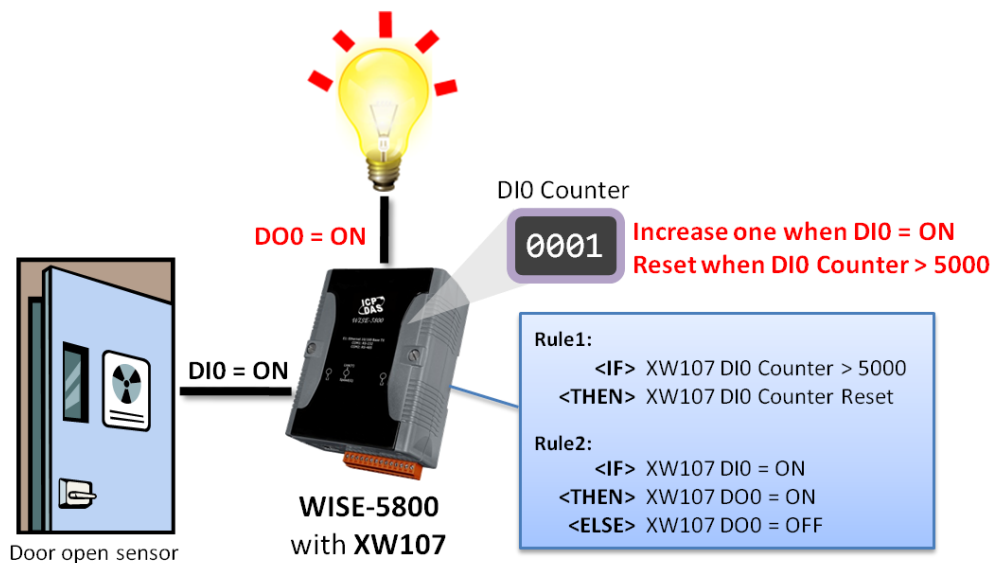 DI0 Counter
DO0 = ON
0001
Increase one when DI0 = ON
Reset when DI0 Counter > 5000
ICP
DAS
WISE-5800
DI0 = ON
Rule1:
<IF> XW107 DI0 Counter > 5000
<THEN> XW107 DI0 Counter Reset
Rule2:
<IF> XW107 DI0 = ON
<THEN> XW107 DO0 = ON
<ELSE> XW107 DO0 = OFF
WISE-5800
with XW107
Door open sensor